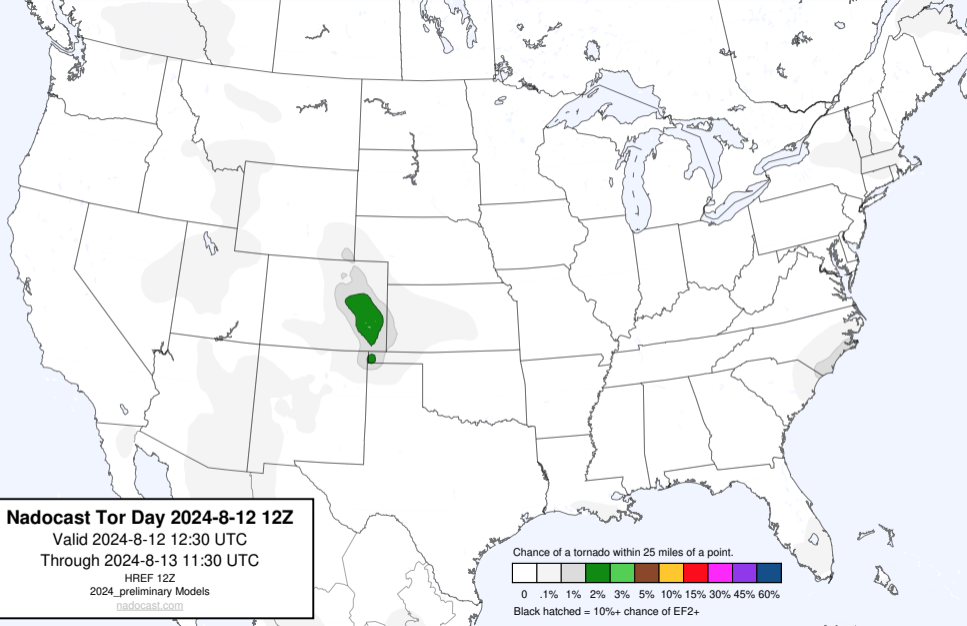 Nadocast Tor Day 2024-8-12 12Z
Valid 2024-8-12 12:30 UTC
Through 2024-8-13 11:30 UTC
HREF 12Z
2024_preliminary Models
nadocast.com
Chance of a tornado within 25 miles of a point.
0 .1% 1% 2% 3% 5% 10% 15% 30% 45% 60%
Black hatched = 10%+ chance of EF2+